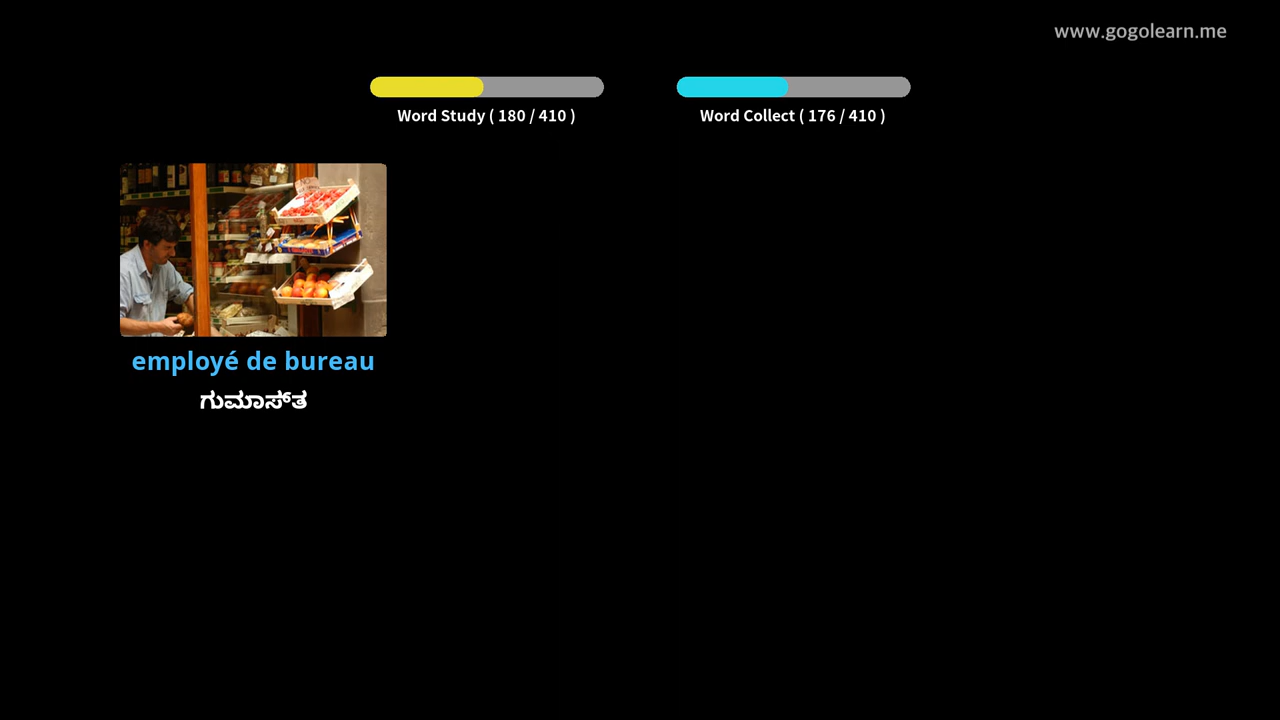 www.gogolearn.me
Word Study ( 180 / 410 )
Word Collect ( 176 / 410 )
employé de bureau
ಗುಮಾಸ್‌ತ